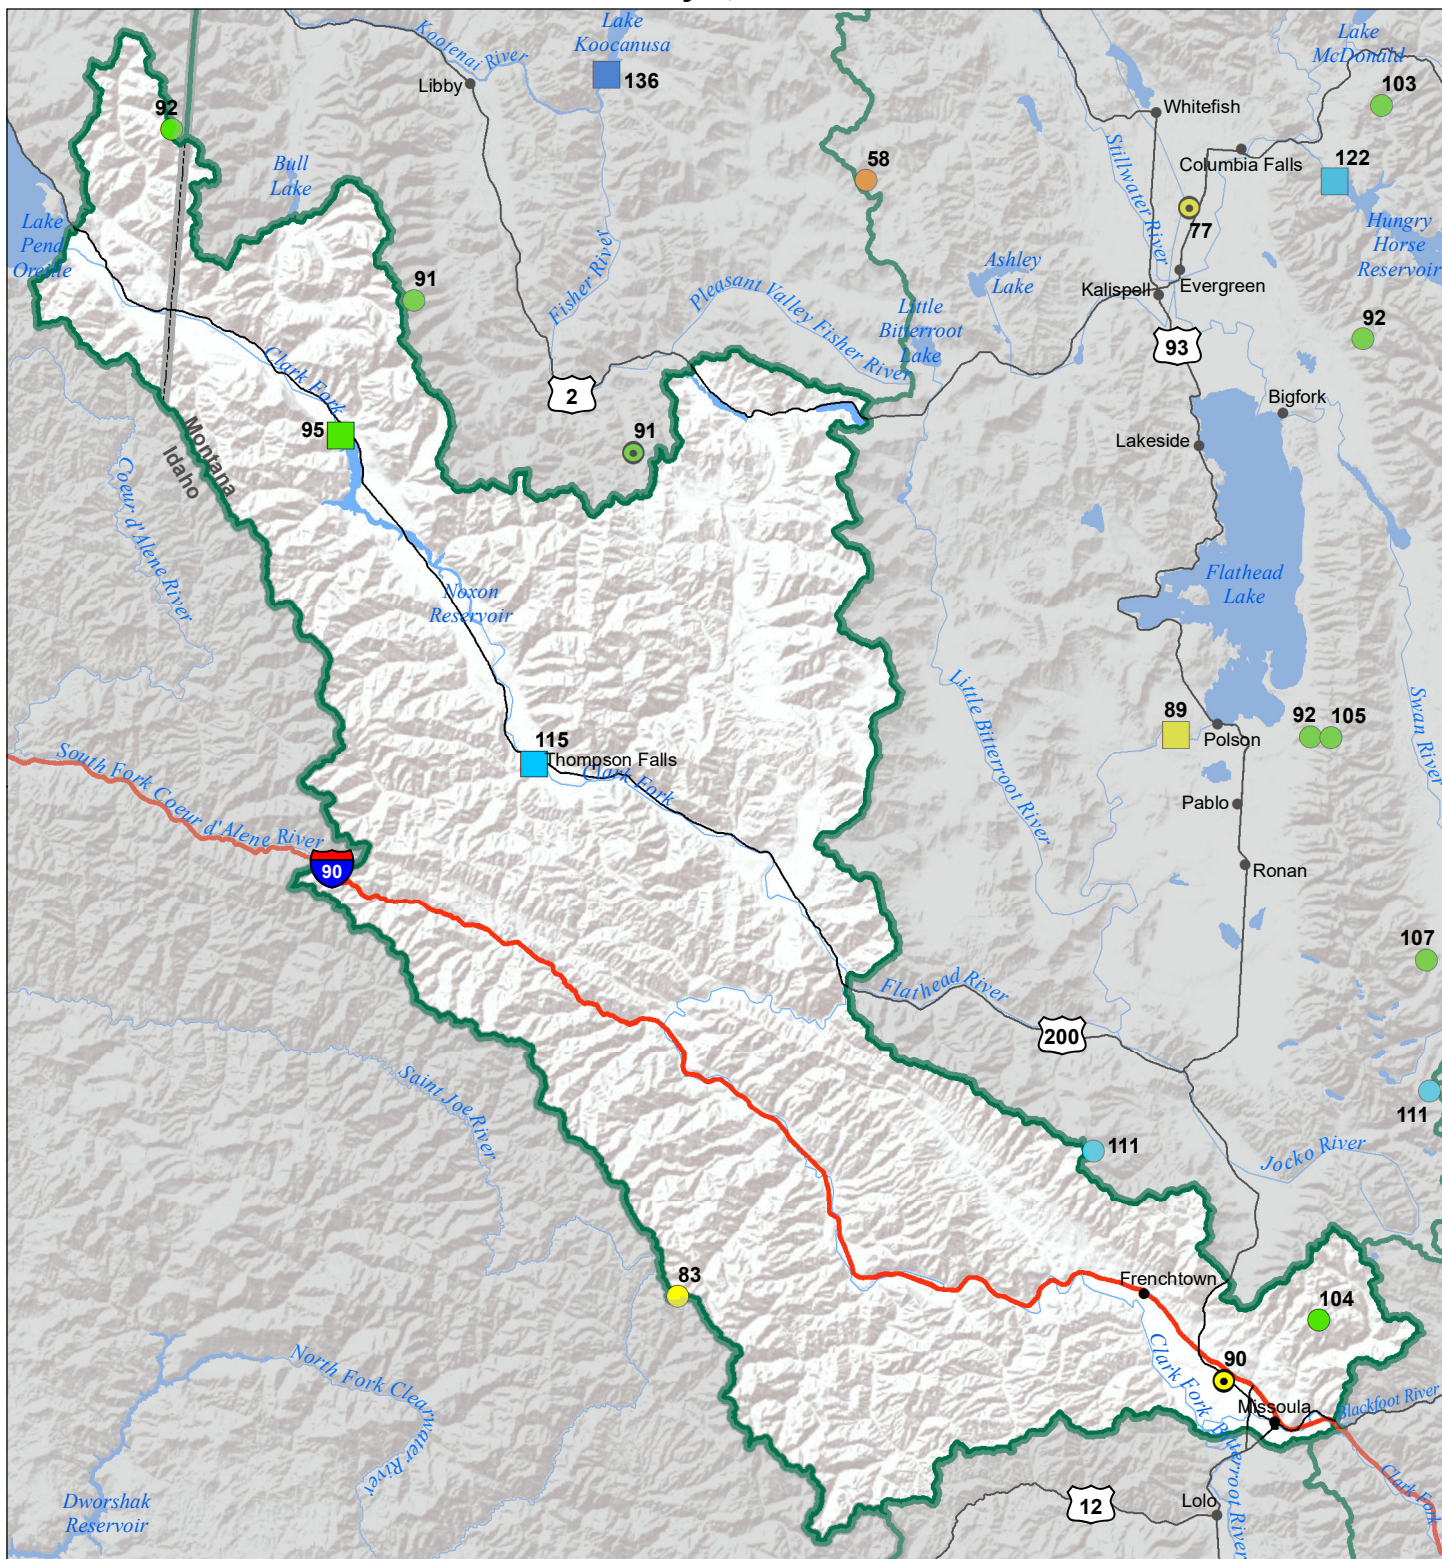 Lake
Koocanusa
136
Kootenai River
Libby
Lake
McDonald
103
Whitefish
92
Bull
Lake
58
Stillwater River
Columbia Falls
122
77
Lake
Pend
Oreille
Hungry
Horse
Reservoir
91
Fisher River
Pleasant Valley Fisher River
Ashley
Lake
Little
Bitterroot
Lake
Kalispell
Evergreen
93
92
Clark Fork
2
Bigfork
95
91
Lakeside
Montana
Idaho
Coeur d'Alene River
Noxon
Reservoir
Flathead
Lake
Little Bitterroot River
Swan River
89
92
105
Polson
115
Thompson Falls
Clark Fork
South Fork Coeur d'Alene River
90
Pablo
Ronan
107
Flathead River
200
Saint Joe River
111
111
Jocko River
83
Frenchtown
104
90
Clark Fork
Missoula
Blackfoot River
North Fork Clearwater
River
Bitterroot River
Clark Fork
Dworshak
Reservoir
12
Lolo